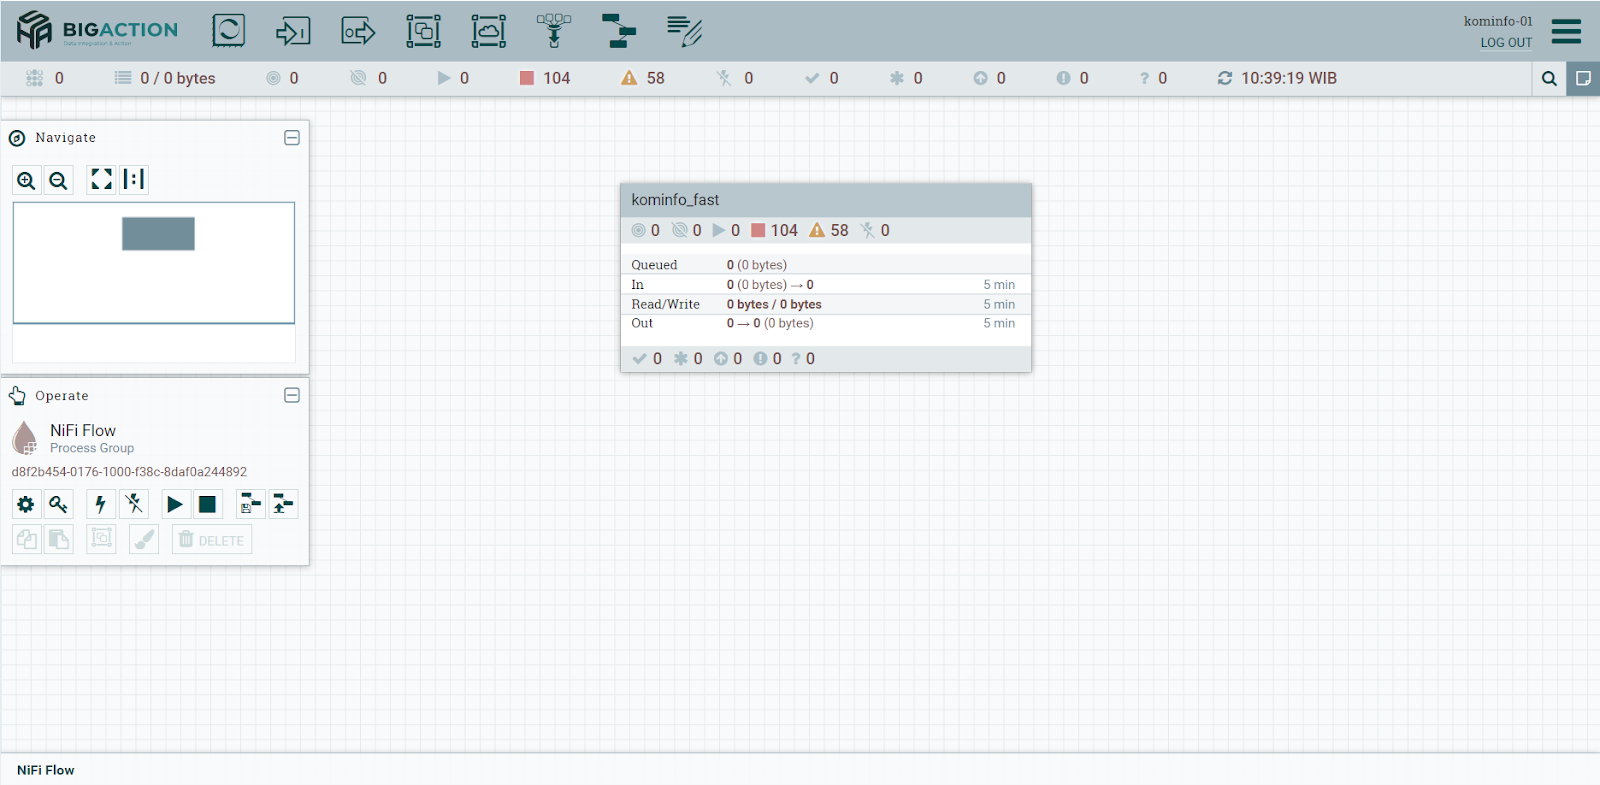 BIGACTION
Data Integration & Action
kominfo-01
LOG OUT
0 0 / 0 bytes 0 0 0 104 58 0 0 0 0 0 ? 0 10:39:19 WIB
Navigate
Operate
NiFi Flow
Process Group
d8f2b454-0176-1000-f38c-8daf0a244892
DELETE
kominfo_fast
0 0 0 104 58 0
Queued 0 (0 bytes)
In 0 (0 bytes) → 0 5 min
Read/Write 0 bytes / 0 bytes 5 min
Out 0 → 0 (0 bytes) 5 min
0 0 0 0 ? 0
NiFi Flow